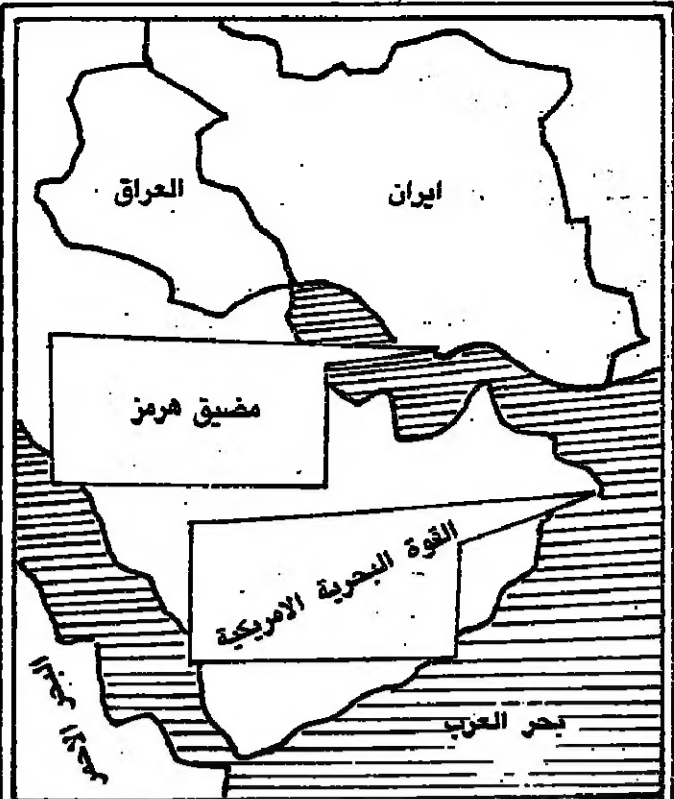 ايران
العراق
مضيق هرمز
القوة البحرية الامريكية
بحر العرب
البحر الاحمر